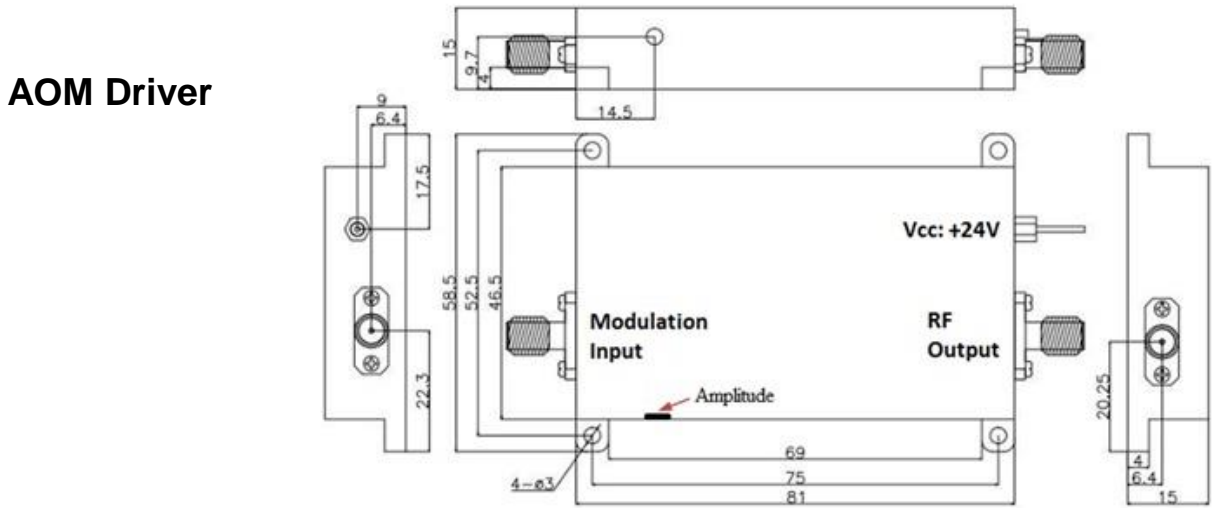 AOM Driver
15
9.7
4
14.5
9
6.4
17.5
22.3
58.5
52.5
46.5
Vcc: +24V
Modulation
Input
RF
Output
Amplitude
4-ø3
69
75
81
20.25
4
6.4
15